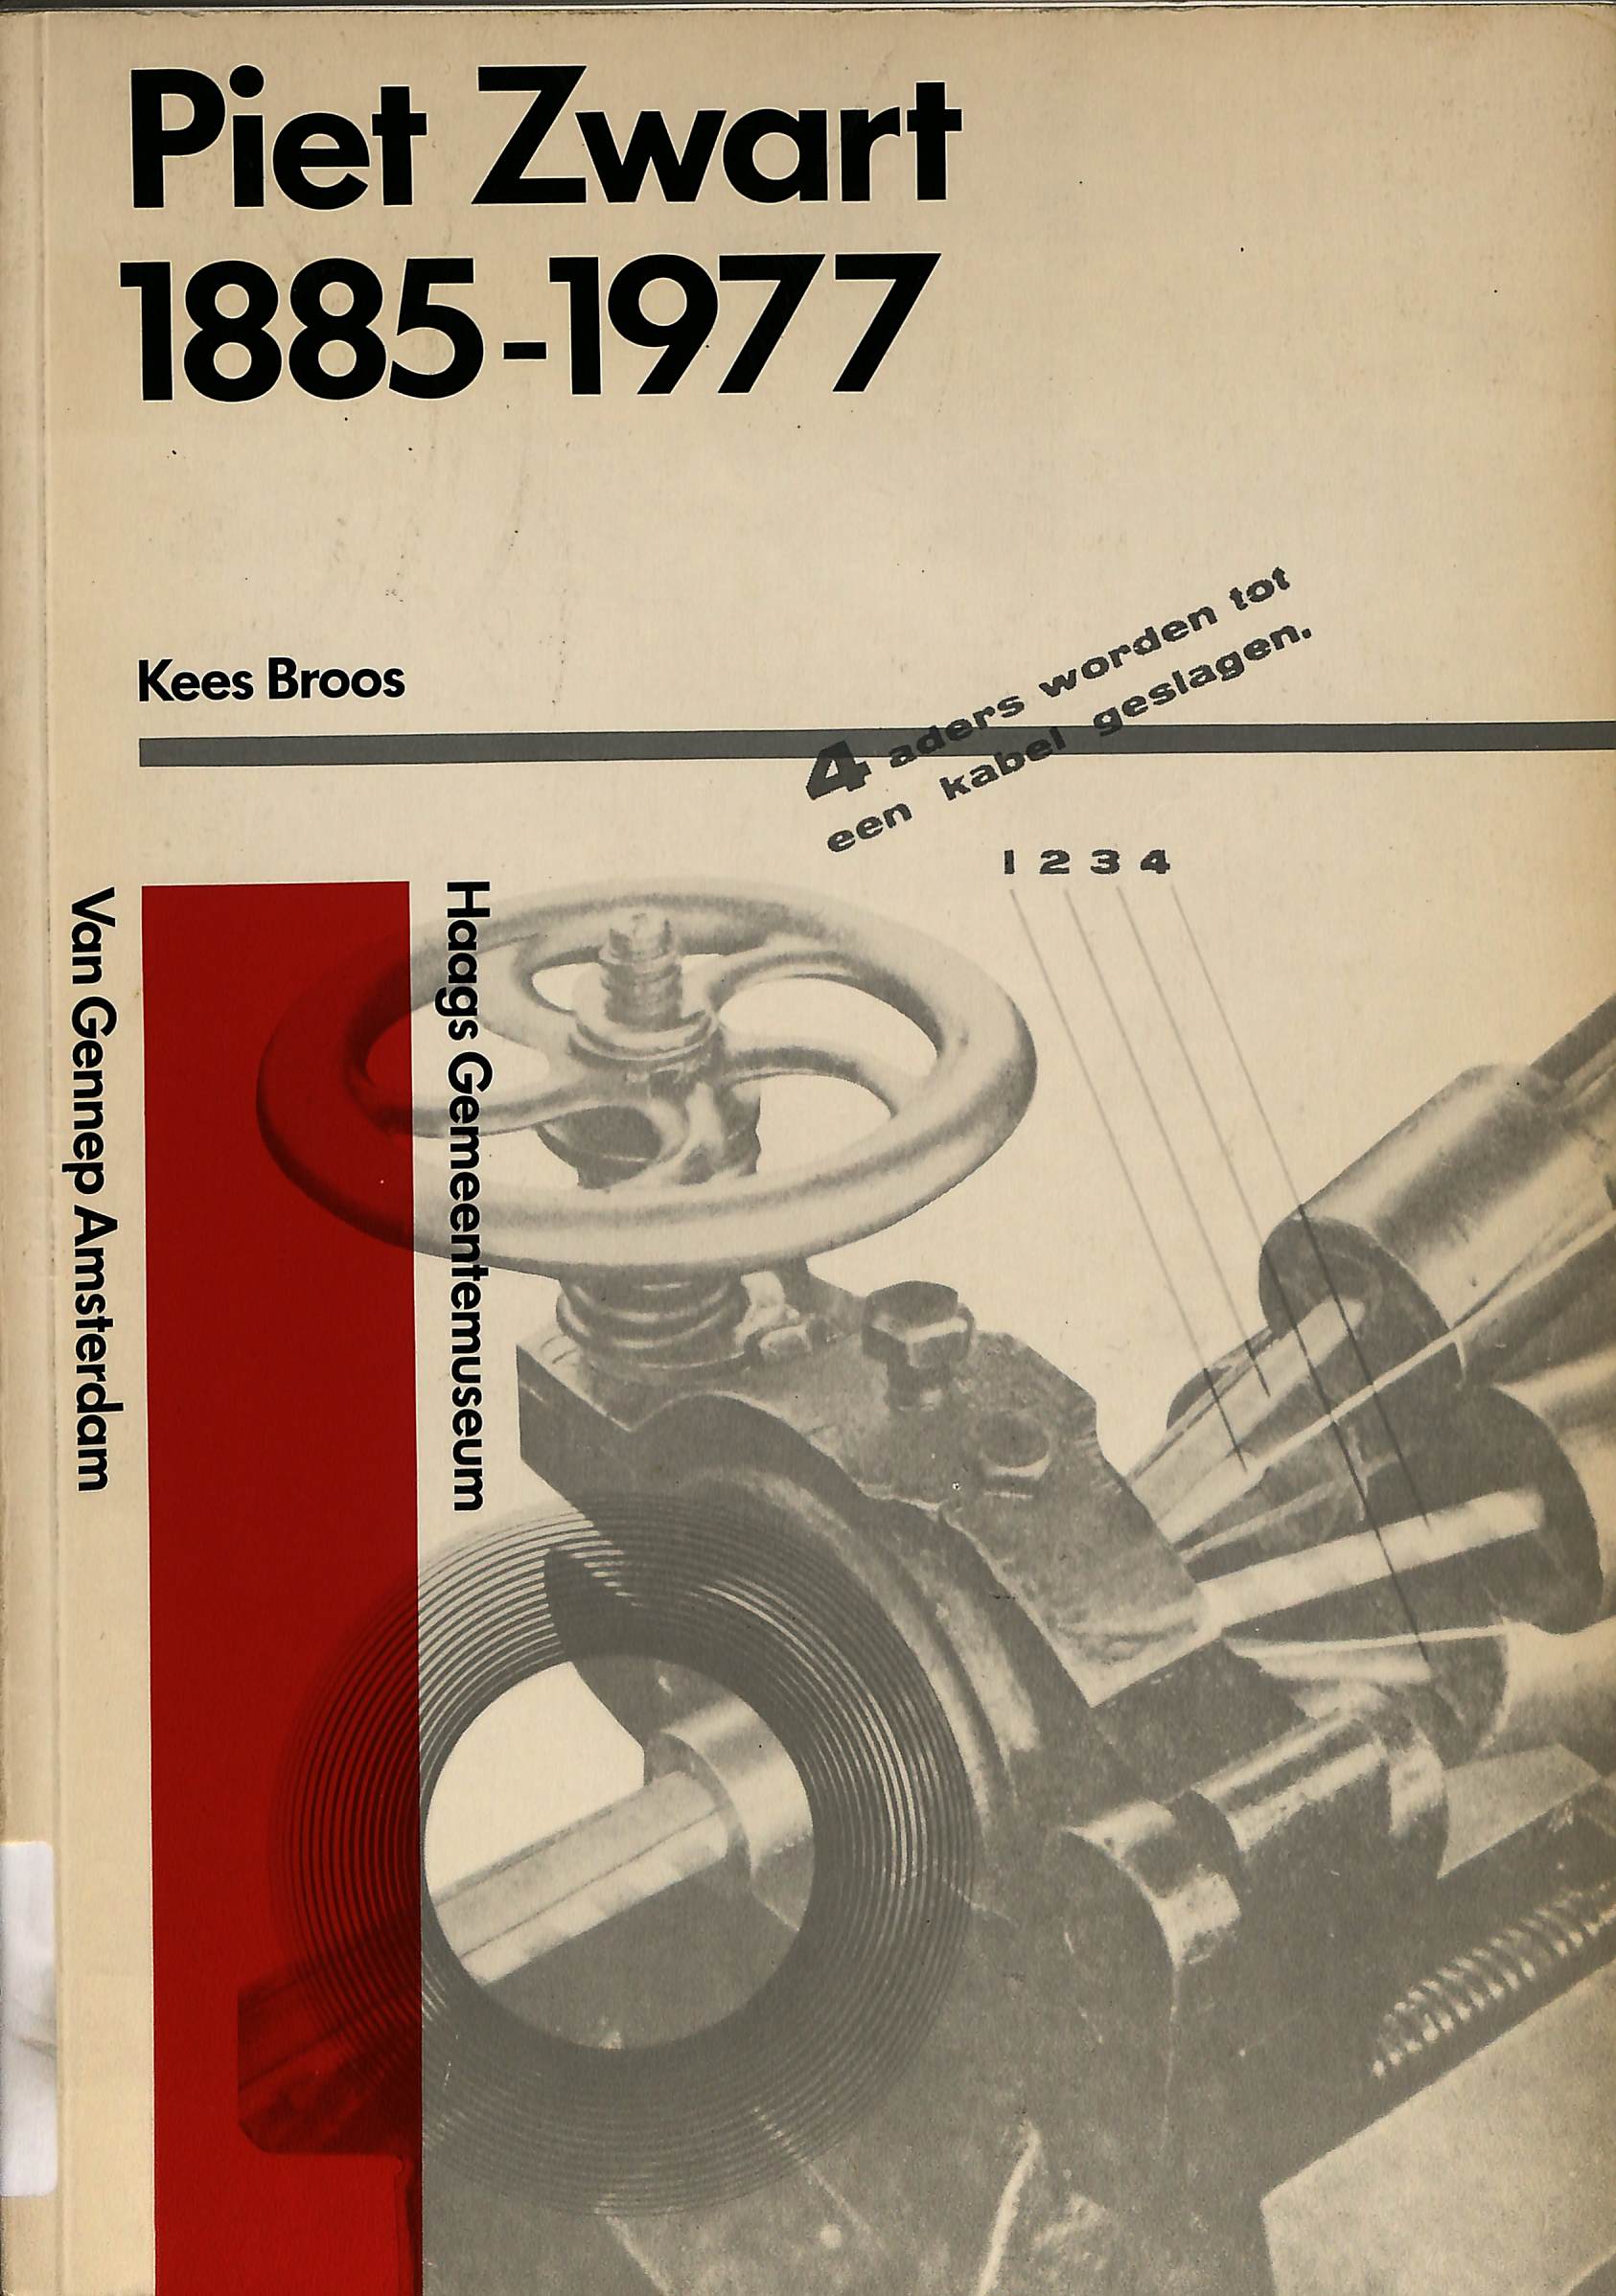 Piet Zwart
1885-1977
Kees Broos
4 aders worden tot
een kabel geslagen.
1 2 3 4
Haags Gemeentemuseum
Van Gennep Amsterdam